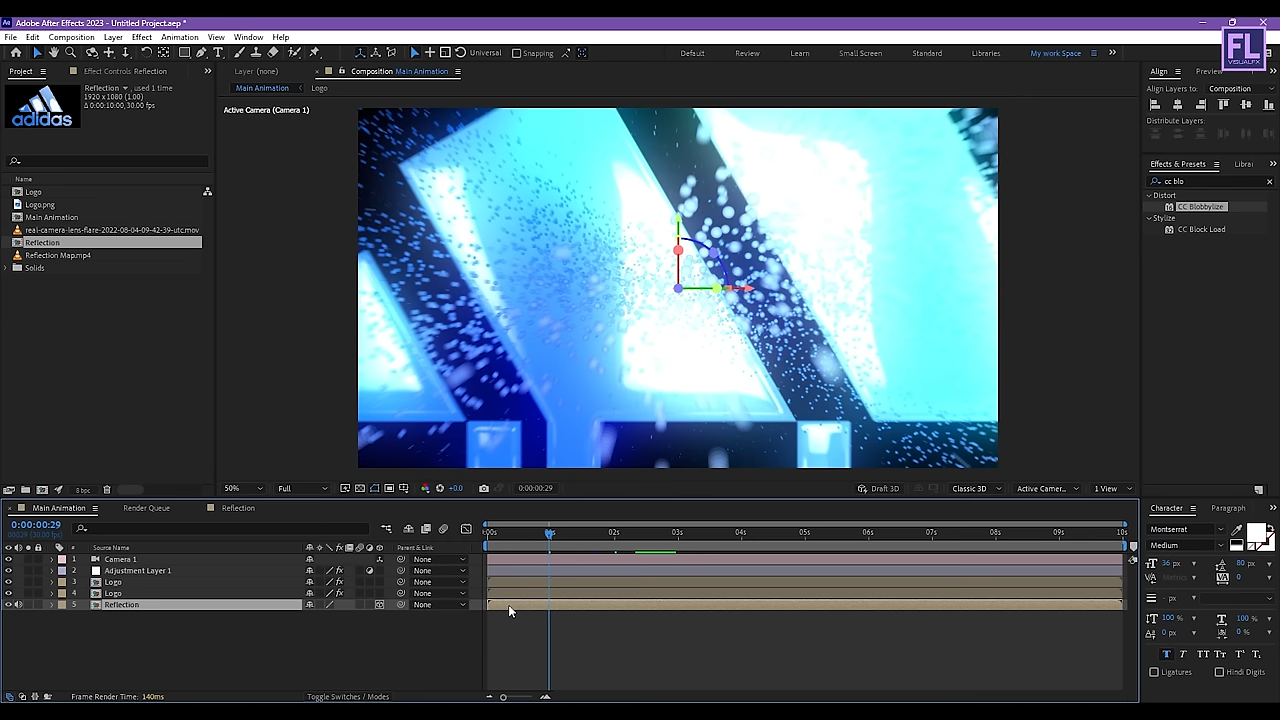 Adobe After Effects 2023 - Untitled Project.aep *
File Edit Composition Layer Effect Animation View Window Help
Universal Snapping Default Review Learn Small Screen Standard Libraries My work Space
FL
VISUALFX
Project Effect Controls Reflection Layer (none) Composition Main Animation Align Preview
Main Animation Logo
adidas
Reflection , used 1 time
1920 x 1080 (1.00)
Δ 0:00:10:00, 30.00 fps
Align Layers to: Composition
Active Camera (Camera 1)
Distribute Layers:
Effects & Presets Librai
Name
cc blo
Logo
Logo.png
Main Animation
real-camera-lens-flare-2022-08-04-09-42-39-utc.mov
Reflection
Reflection Map.mp4
Solids
Distort
CC Blobbylize
Stylize
CC Block Load
8 bpc
50% Full +0.0 0:00:00:29 Draft 3D Classic 3D Active Camer... 1 View
Main Animation Render Queue Reflection
0:00:00:29
00029 (30.00 fps)
:00s 02s 03s 04s 05s 06s 07s 08s 09s 10s
# Source Name Parent & Link
1 Camera 1 None
2 Adjustment Layer 1 None
3 Logo None
4 Logo None
5 Reflection None
Frame Render Time: 140ms
Toggle Switches / Modes
Character Paragraph
Montserrat
Medium
36 px 80 px
Metrics 0
- px
100 % 100 %
0 px 0 %
T T TT Tт T' T,
Ligatures Hindi Digits